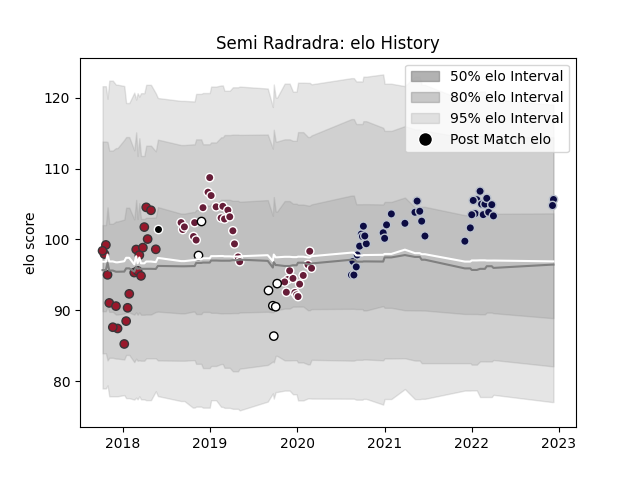 Semi Radradra: elo History
50% elo Interval
80% elo Interval
95% elo Interval
Post Match elo
elo score
120
110
100
90
80
2018 2019 2020 2021 2022 2023